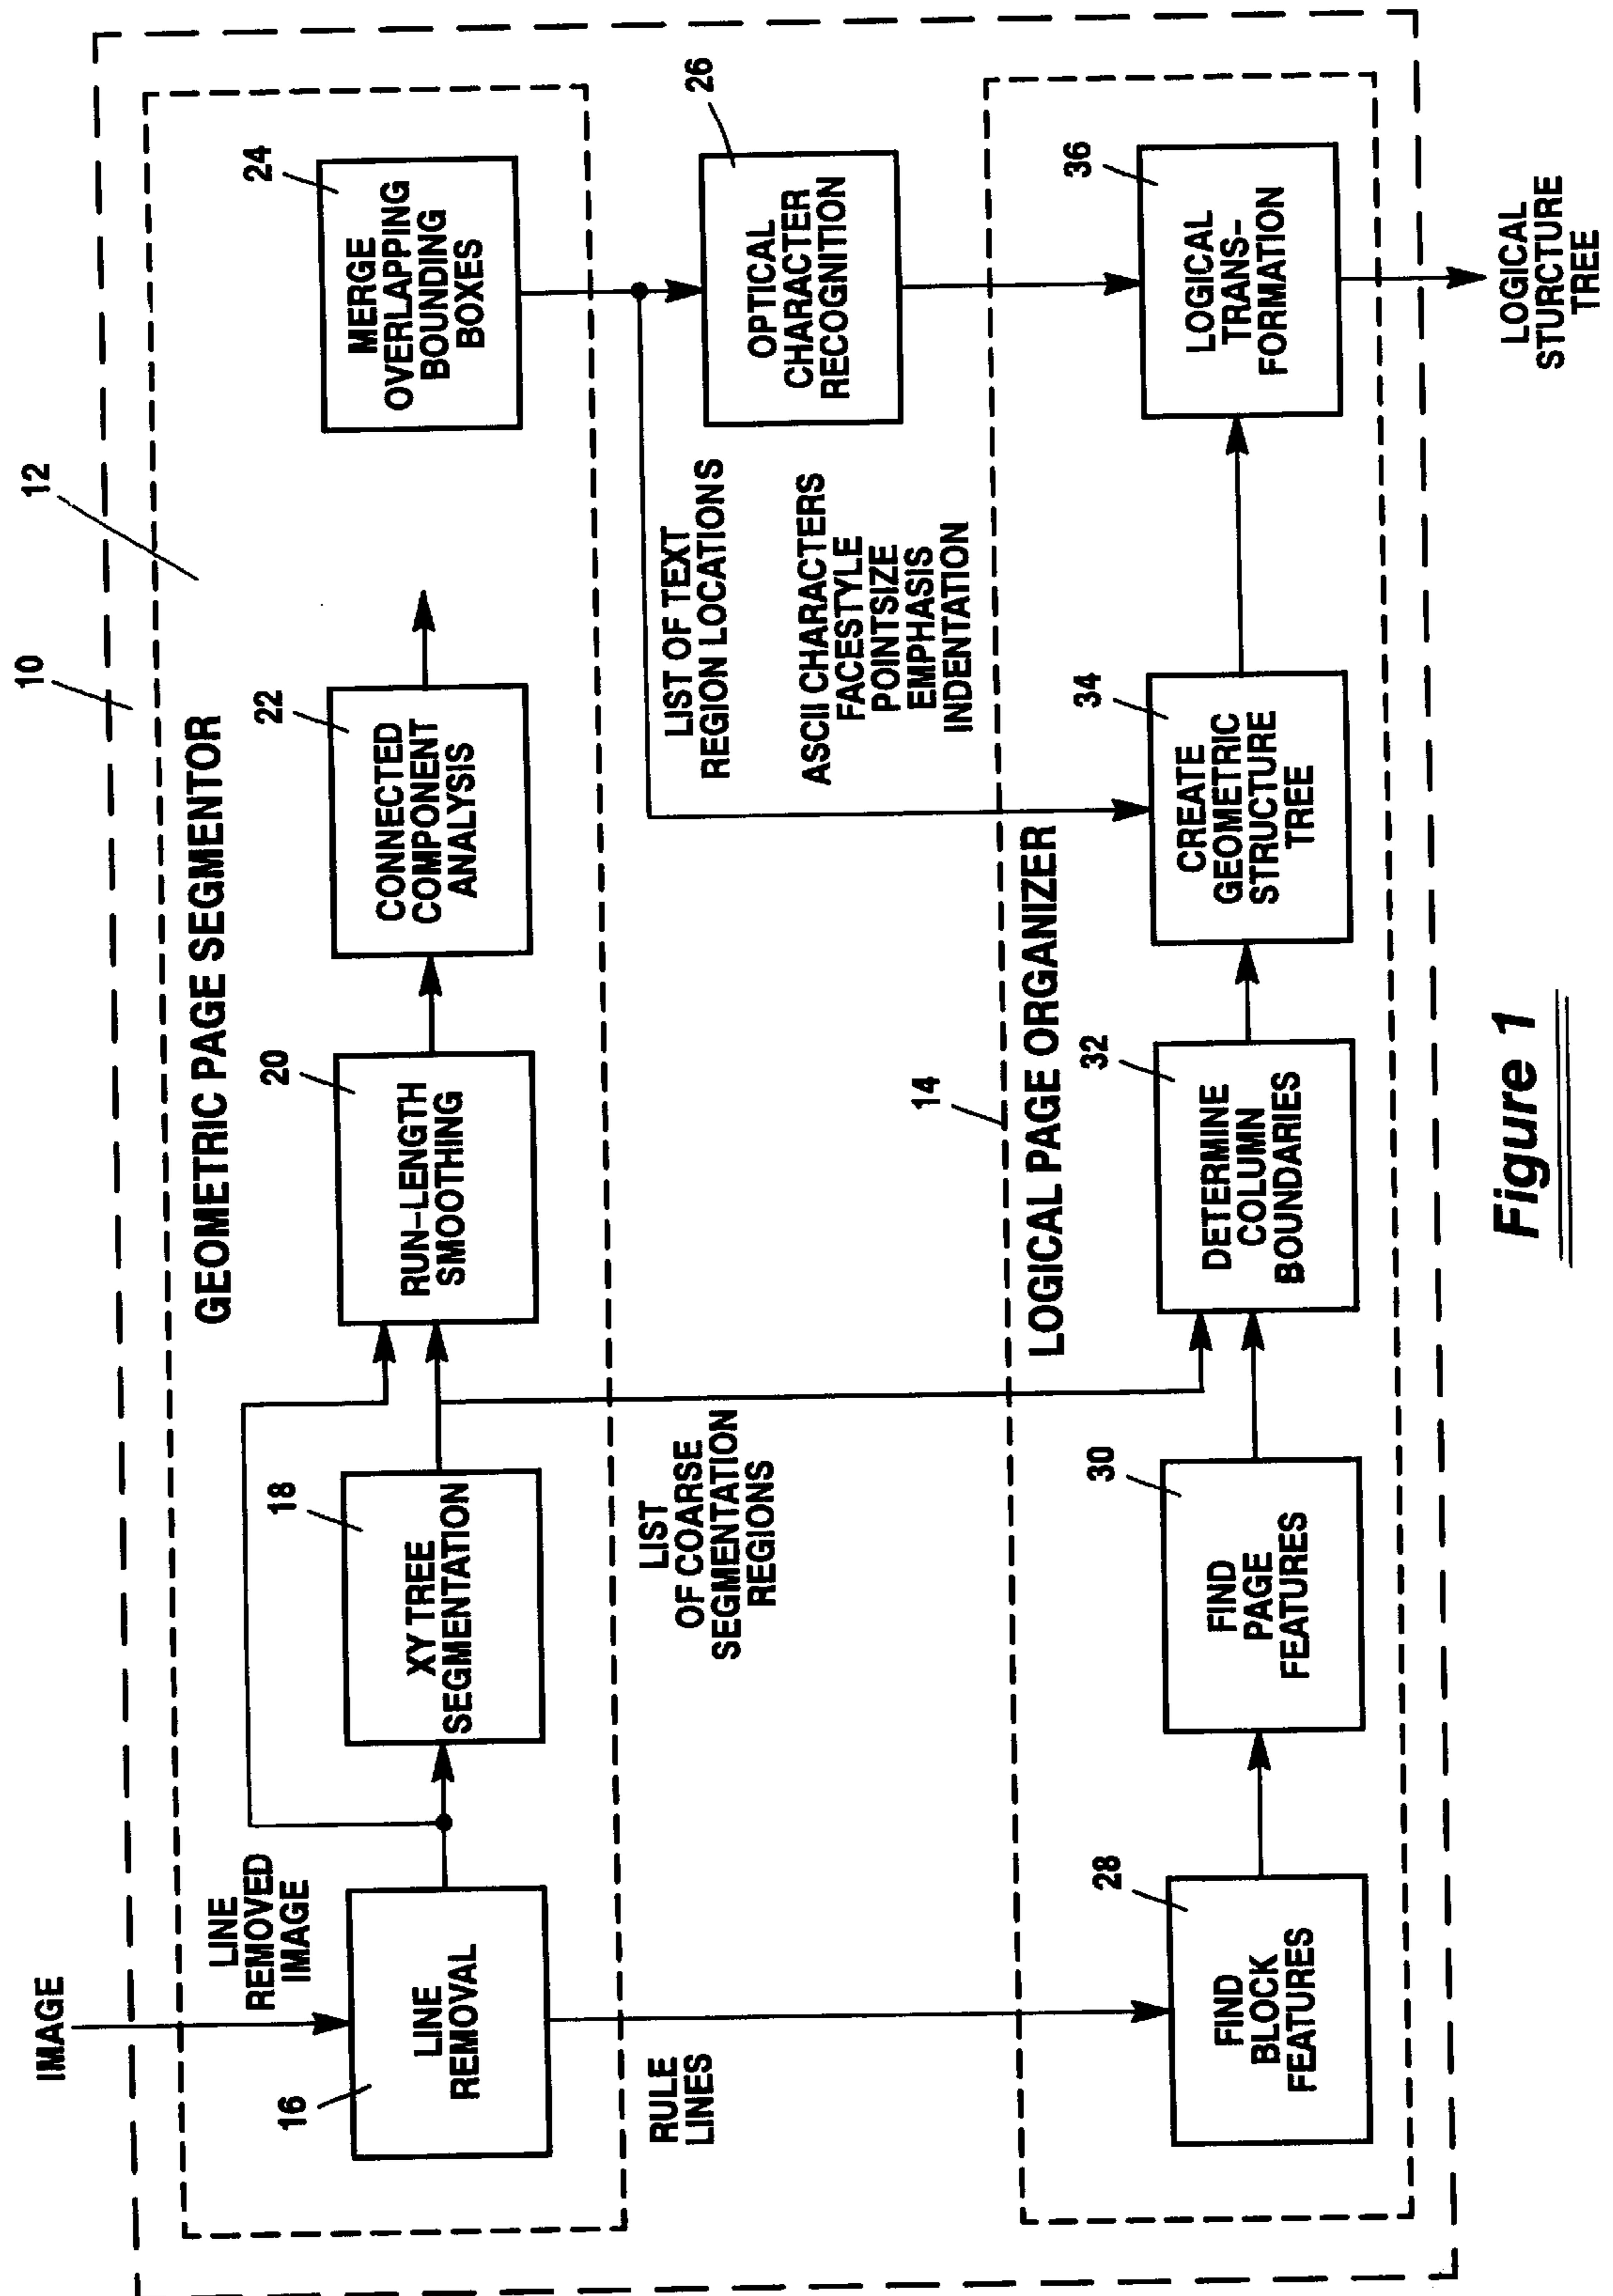 IMAGE
10
12
GEOMETRIC PAGE SEGMENTOR
LINE
REMOVED
IMAGE
16
LINE
REMOVAL
18
XY TREE
SEGMENTATION
20
RUN-LENGTH
SMOOTHING
22
CONNECTED
COMPONENT
ANALYSIS
24
MERGE
OVERLAPPING
BOUNDING
BOXES
RULE
LINES
LIST
OF COARSE
SEGMENTATION
REGIONS
LIST OF TEXT
REGION LOCATIONS
26
OPTICAL
CHARACTER
RECOGNITION
ASCII CHARACTERS
FACESTYLE
POINTSIZE
EMPHASIS
INDENTATION
14
LOGICAL PAGE ORGANIZER
28
FIND
BLOCK
FEATURES
30
FIND
PAGE
FEATURES
32
DETERMINE
COLUMN
BOUNDARIES
34
CREATE
GEOMETRIC
STRUCTURE
TREE
36
LOGICAL
TRANS-
FORMATION
LOGICAL
STURCTURE
TREE
Figure 1